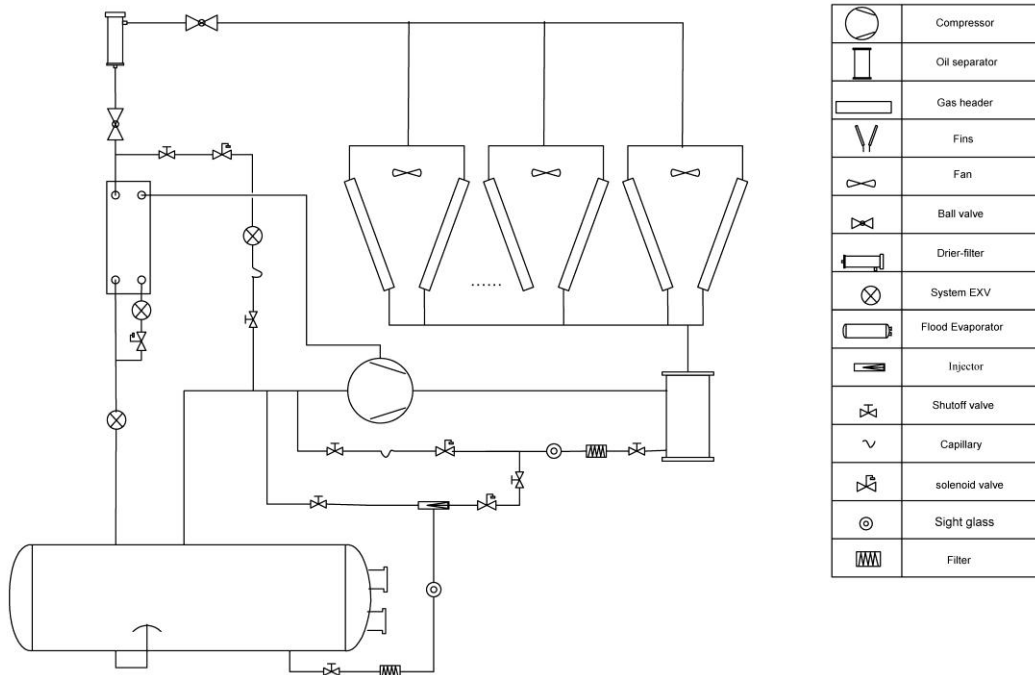 Compressor
Oil separator
Gas header
Fins
Fan
Ball valve
Drier-filter
System EXV
Flood Evaporator
Injector
Shutoff valve
Capillary
solenoid valve
Sight glass
Filter
......